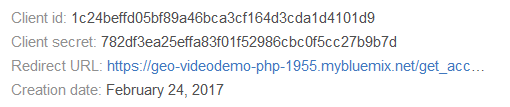 Client id: 1c24beffd05bf89a46bca3cf164d3cda1d4101d9
Client secret: 782df3ea25effa83f01f52986cbc0f5cc27b9b7d
Redirect URL: https://geo-videodemo-php-1955.mybluemix.net/get_acc...
Creation date: February 24, 2017